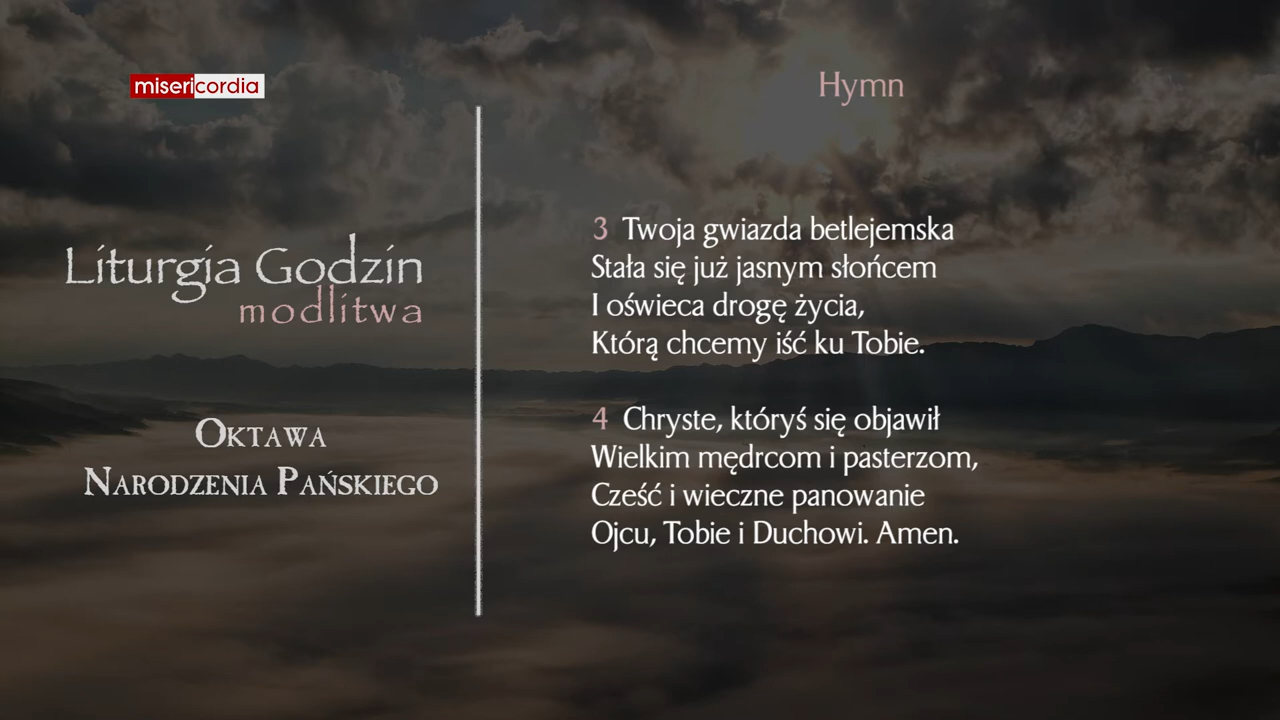 misericordia
Liturgia Godzin
modlitwa
Oktawa
Narodzenia Pańskiego
Hymn
3 Twoja gwiazda betlejemska
Stała się już jasnym słońcem
I oświeca drogę życia,
Którą chcemy iść ku Tobie.
4 Chryste, któryś się objawił
Wielkim mędrcom i pasterzom,
Cześć i wieczne panowanie
Ojcu, Tobie i Duchowi. Amen.